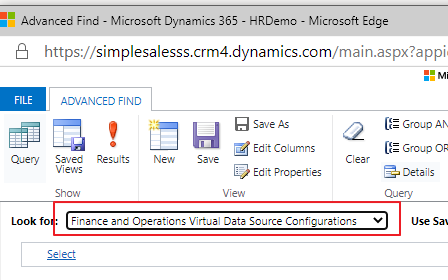 Advanced Find - Microsoft Dynamics 365 - HRDemo - Microsoft Edge
https://simplesalesss.crm4.dynamics.com/main.aspx?appid
Mi
FILE ADVANCED FIND
Query Saved Views Results New Save Save As Edit Columns Edit Properties Clear Group AN Group OR Details
Show View Query
Look for: Finance and Operations Virtual Data Source Configurations Use Sav
Select